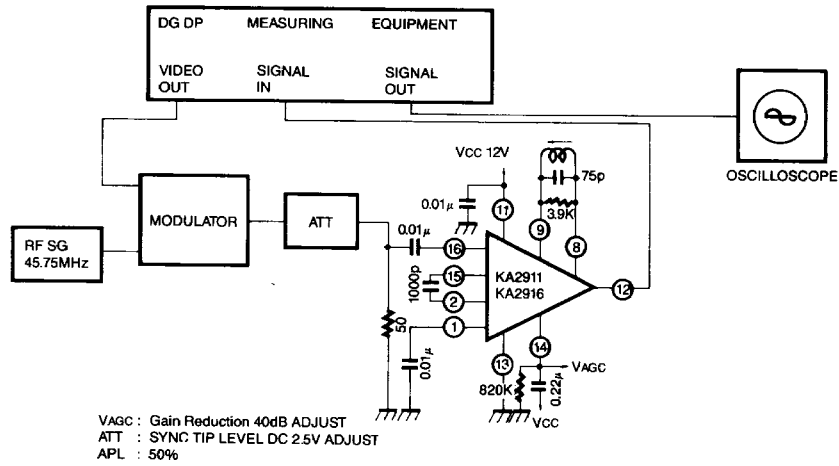 DG DP MEASURING EQUIPMENT
VIDEO OUT
SIGNAL IN
SIGNAL OUT
OSCILLOSCOPE
VCC 12V
75p
3.9K
0.01μ
11
9
8
MODULATOR
ATT
RF SG
45.75MHz
0.01μ
16
15
2
1
1000p
KA2911
KA2916
12
50
0.01μ
13
14
820K
VAGC
0.22μ
VCC
VAGC : Gain Reduction 40dB ADJUST
ATT : SYNC TIP LEVEL DC 2.5V ADJUST
APL : 50%